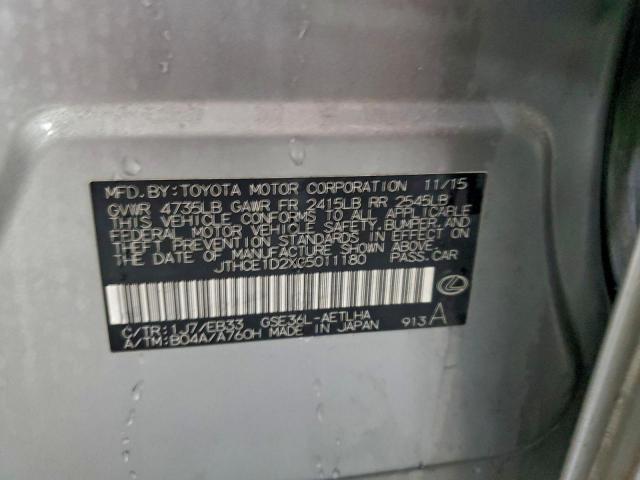 MFD. BY: TOYOTA MOTOR CORPORATION 11/15
GVWR 4735LB GAWR FR 2415LB RR 2545LB
THIS VEHICLE CONFORMS TO ALL APPLICABLE
FEDERAL MOTOR VEHICLE SAFETY, BUMPER, AND
THEFT PREVENTION STANDARDS IN EFFECT ON
THE DATE OF MANUFACTURE SHOWN ABOVE.
JTHCE1D2XG5011180 PASS. CAR
C/TR: 1J7/EB33 GSE36L-AETLHA
A/TM: B04A/A760H MADE IN JAPAN 913 A